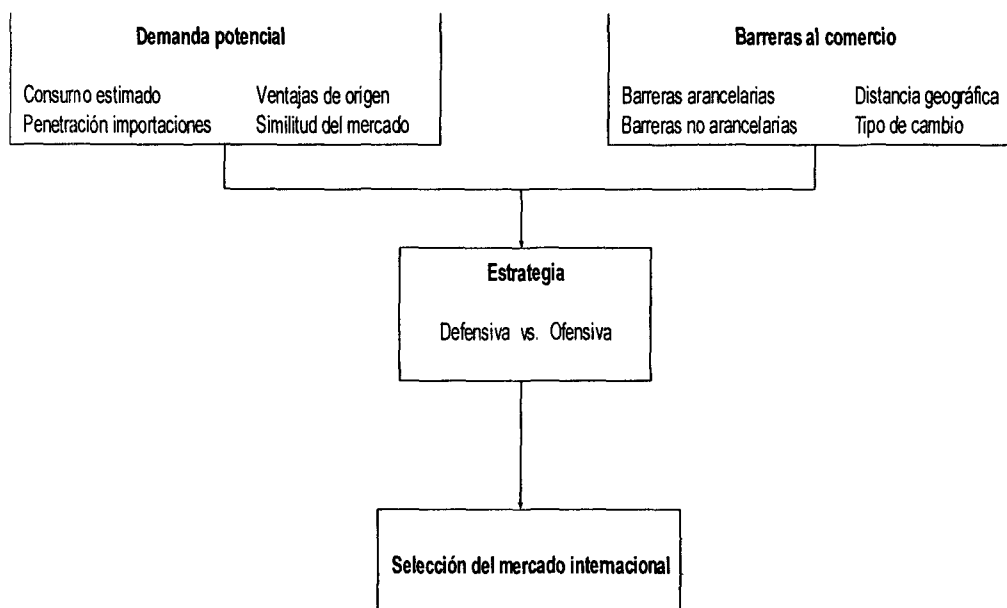 Demanda potencial
Consumo estimado Ventajas de origen
Penetración importaciones Similitud del mercado
Barreras al comercio
Barreras arancelarias Distancia geográfica
Barreras no arancelarias Tipo de cambio
Estrategia
Defensiva vs. Ofensiva
Selección del mercado internacional